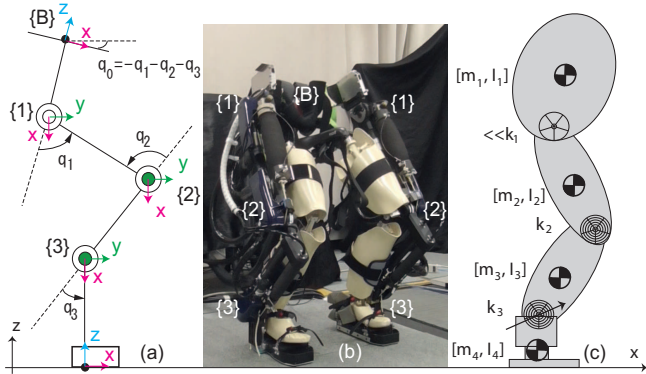 {B}
z
x
q₀=-q₁-q₂-q₃
{1}
y
x
q₁
q₂
y
{2}
x
{3}
y
x
q₃
z
z
x
(a)
{1}
{B}
{1}
{2}
{2}
{3}
{3}
(b)
[m₁, I₁]
<<k₁
[m₂, I₂]
k₂
[m₃, I₃]
k₃
[m₄, I₄]
(c)
x